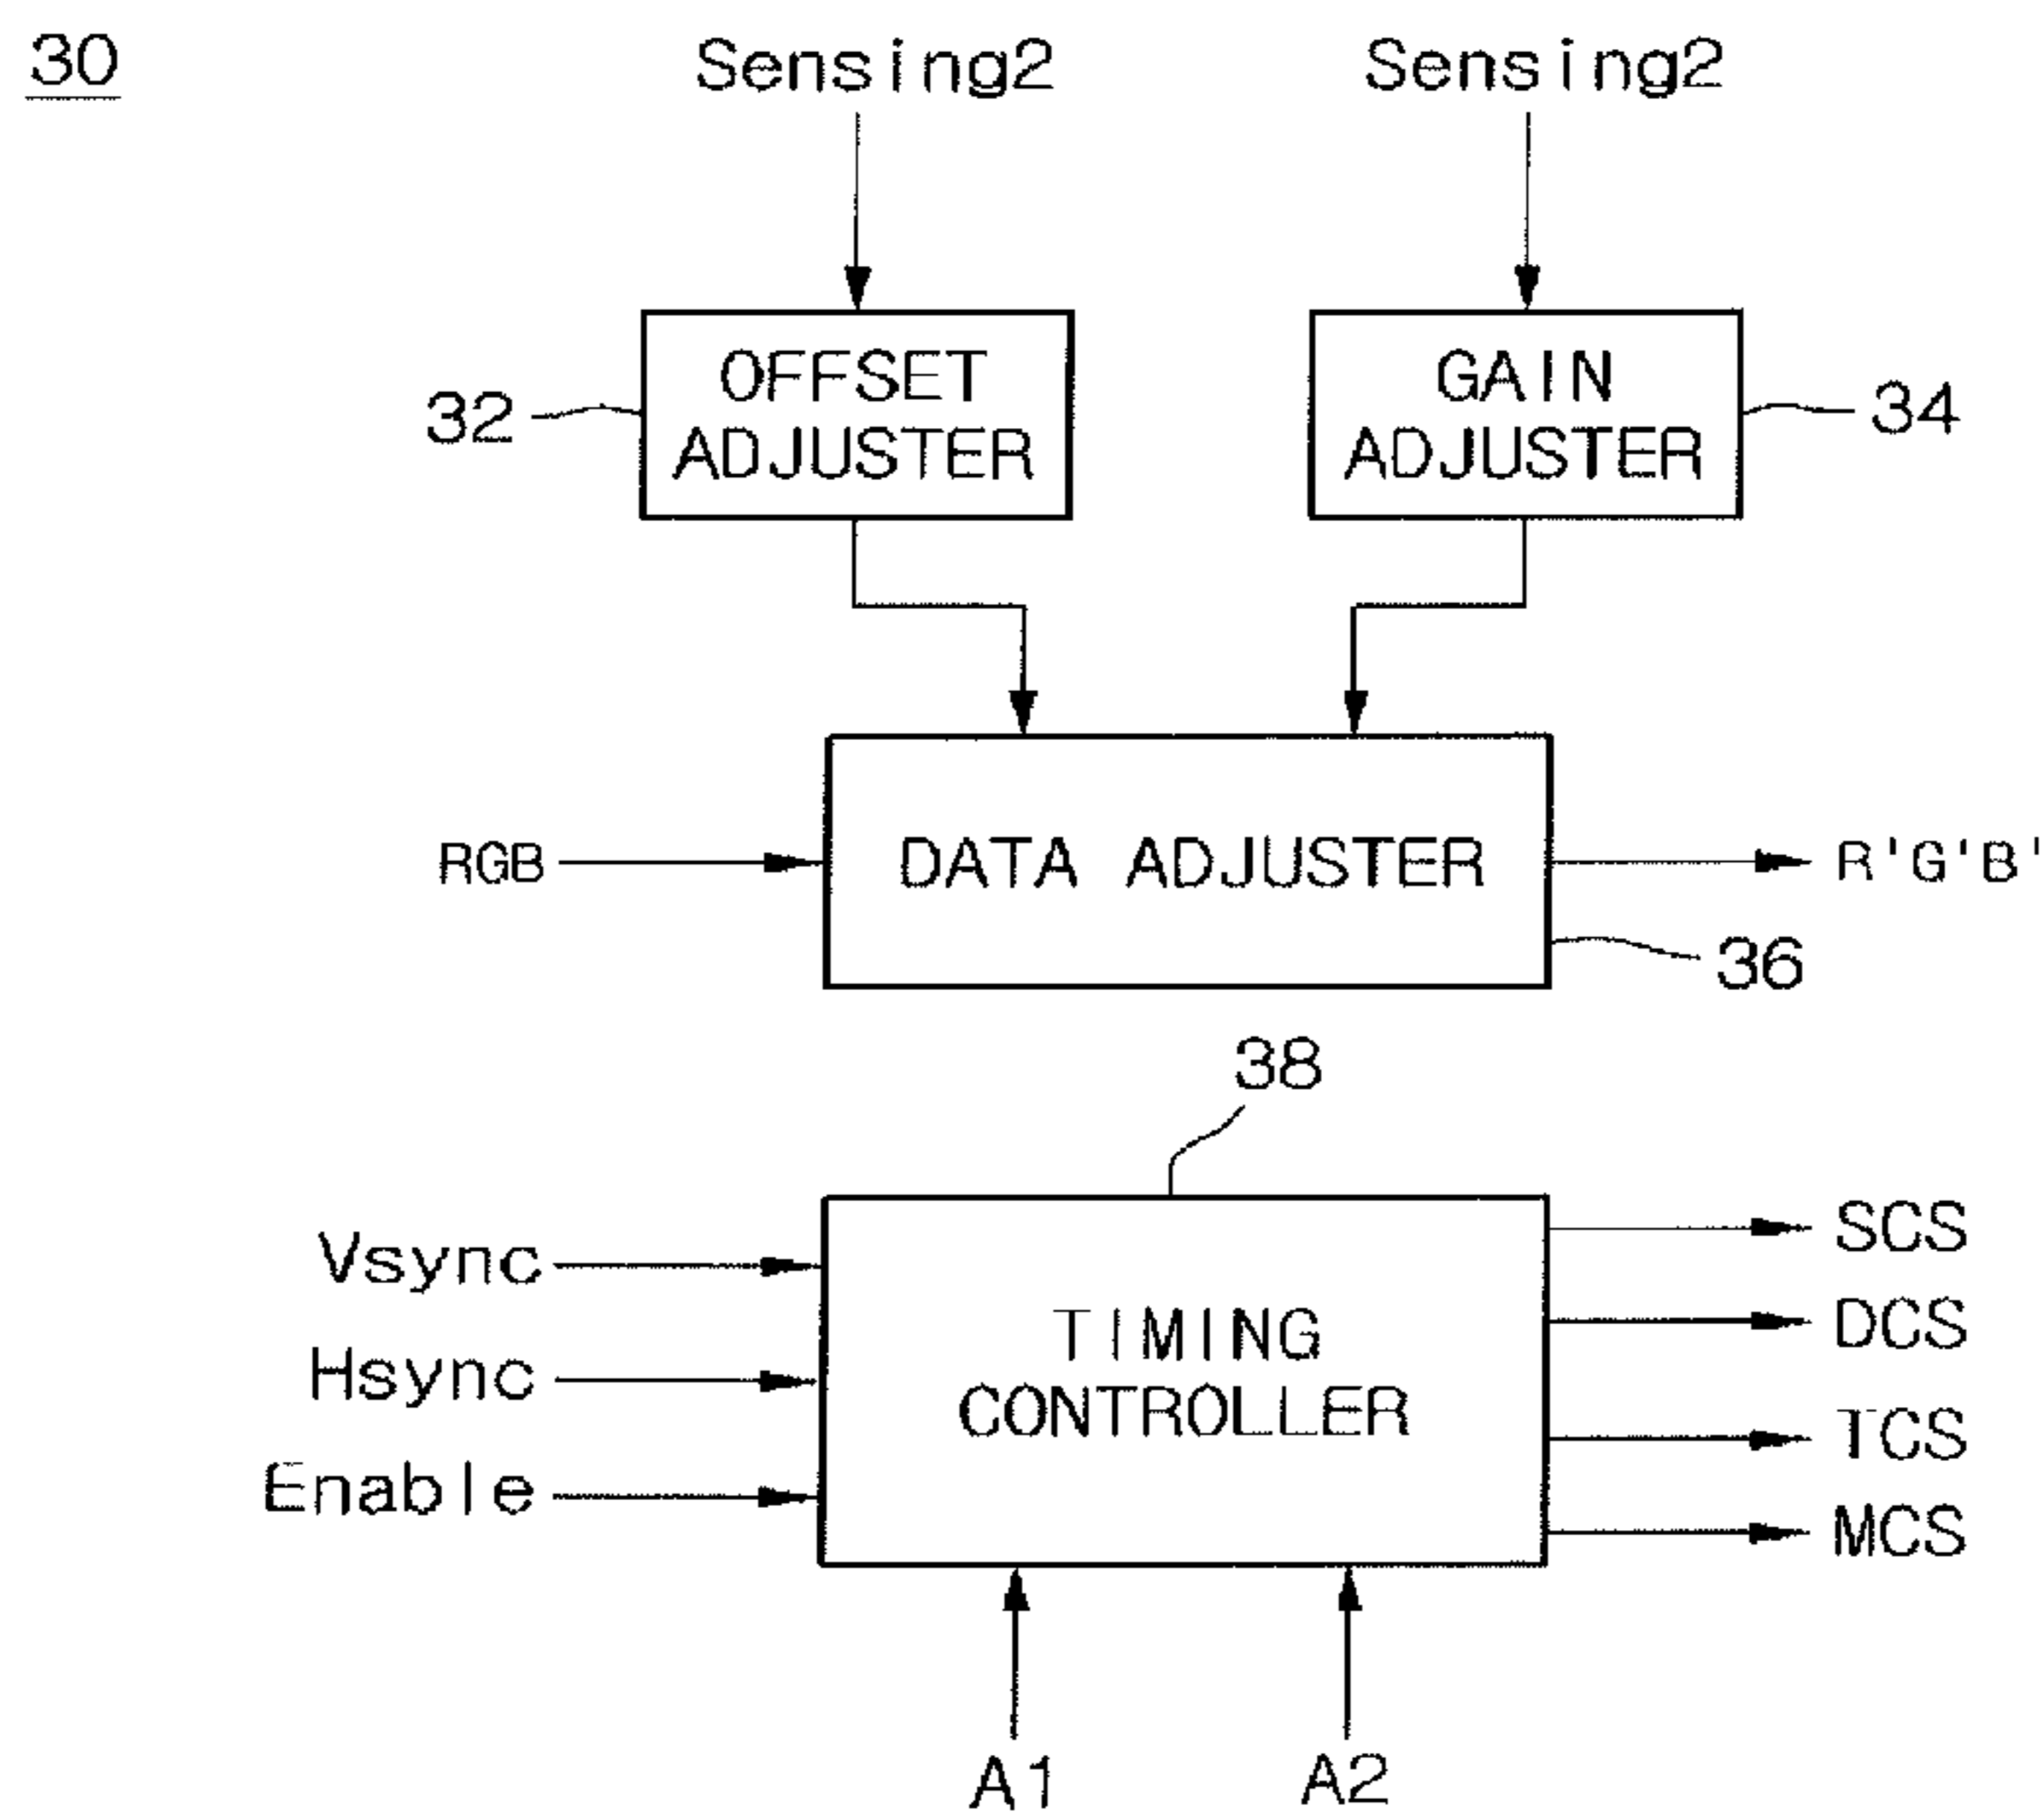 30
Sensing2
Sensing2
OFFSET
ADJUSTER
32
GAIN
ADJUSTER
34
RGB
DATA ADJUSTER
R'G'B'
36
38
Vsync
Hsync
Enable
TIMING
CONTROLLER
SCS
DCS
TCS
MCS
A1
A2